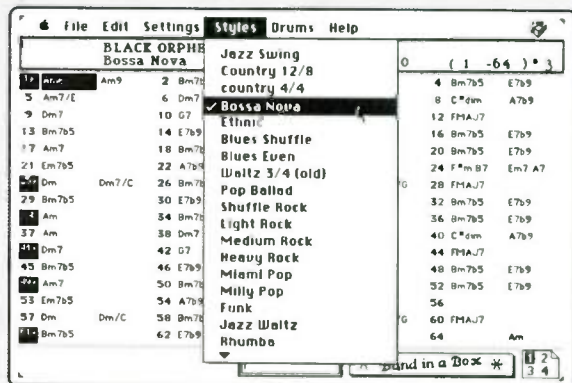 File Edit Settings Styles Drums Help
BLACK ORPHE
Bossa Nova
( 1 -64 )* 3
Jazz Swing
Country 12/8
country 4/4
✓ Bossa Nova
Ethnic
Blues Shuffle
Blues Even
Waltz 3/4 (old)
Pop Ballad
Shuffle Rock
Light Rock
Medium Rock
Heavy Rock
Miami Pop
Milly Pop
Funk
Jazz Waltz
Rhumba
Am9 2 Bm7b 4 Bm7b5 E7b9
5 Am7/E 6 Dm7 8 C#dim A7b9
9 Dm7 10 G7 12 FMAJ7
13 Bm7b5 14 E7b9 16 Bm7b5 E7b9
17 Am7 18 Bm7b 20 Bm7b5 E7b9
21 Em7b5 22 A7b9 24 F#m B7 Em7 A7
Dm Dm7/C 26 Bm7b 28 FMAJ7
29 Bm7b5 30 E7b9 32 Bm7b5 E7b9
Am 34 Bm7b 36 Bm7b5 E7b9
37 Am 38 Dm7 40 C#dim A7b9
Dm7 42 G7 44 FMAJ7
45 Bm7b5 46 E7b9 48 Bm7b5 E7b9
Am7 50 Bm7b 52 Bm7b5 E7b9
53 Em7b5 54 A7b9 56
57 Dm Dm/C 58 Bm7b 60 FMAJ7
Bm7b5 62 E7b9 64 Am
Band in a Box *
1 2
3 4